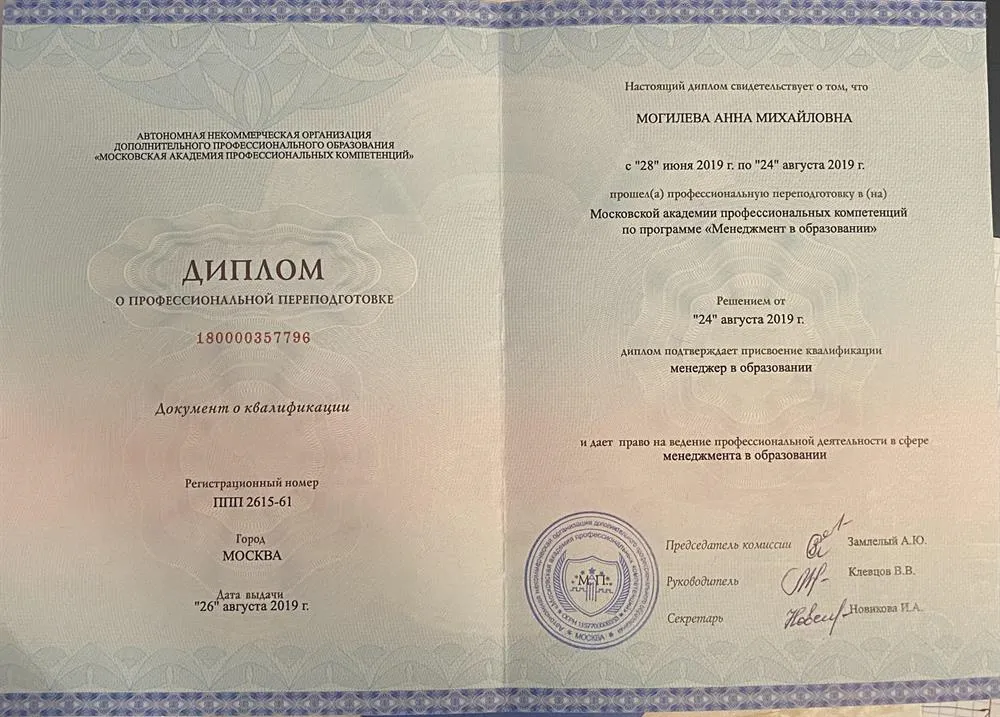 АВТОНОМНАЯ НЕКОММЕРЧЕСКАЯ ОРГАНИЗАЦИЯ
ДОПОЛНИТЕЛЬНОГО ПРОФЕССИОНАЛЬНОГО ОБРАЗОВАНИЯ
«МОСКОВСКАЯ АКАДЕМИЯ ПРОФЕССИОНАЛЬНЫХ КОМПЕТЕНЦИЙ»
ДИПЛОМ
О ПРОФЕССИОНАЛЬНОЙ ПЕРЕПОДГОТОВКЕ
180000357796
Документ о квалификации
Регистрационный номер
ППП 2615-61
Город
МОСКВА
Дата выдачи
"26" августа 2019 г.
Настоящий диплом свидетельствует о том, что
МОГИЛЕВА АННА МИХАЙЛОВНА
с "28" июня 2019 г. по "24" августа 2019 г.
прошел(а) профессиональную переподготовку в (на)
Московской академии профессиональных компетенций
по программе «Менеджмент в образовании»
Решением от
"24" августа 2019 г.
диплом подтверждает присвоение квалификации
менеджер в образовании
и дает право на ведение профессиональной деятельности в сфере
менеджмента в образовании
Председатель комиссии Замлелый А.Ю.
Руководитель Клевцов В.В.
Секретарь Новикова И.А.
МАП
МОСКВА